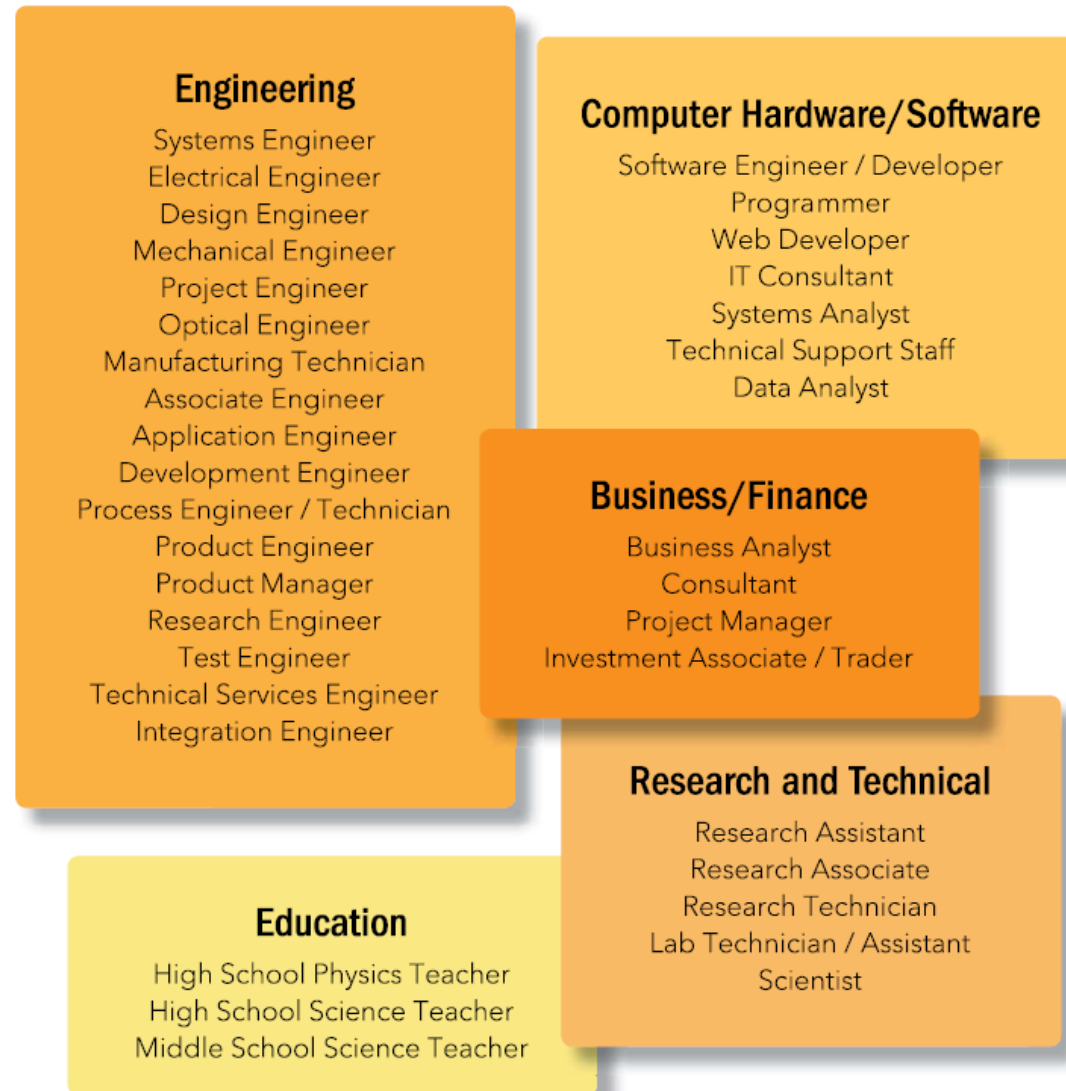 Engineering
Systems Engineer
Electrical Engineer
Design Engineer
Mechanical Engineer
Project Engineer
Optical Engineer
Manufacturing Technician
Associate Engineer
Application Engineer
Development Engineer
Process Engineer / Technician
Product Engineer
Product Manager
Research Engineer
Test Engineer
Technical Services Engineer
Integration Engineer
Computer Hardware/Software
Software Engineer / Developer
Programmer
Web Developer
IT Consultant
Systems Analyst
Technical Support Staff
Data Analyst
Business/Finance
Business Analyst
Consultant
Project Manager
Investment Associate / Trader
Research and Technical
Research Assistant
Research Associate
Research Technician
Lab Technician / Assistant
Scientist
Education
High School Physics Teacher
High School Science Teacher
Middle School Science Teacher